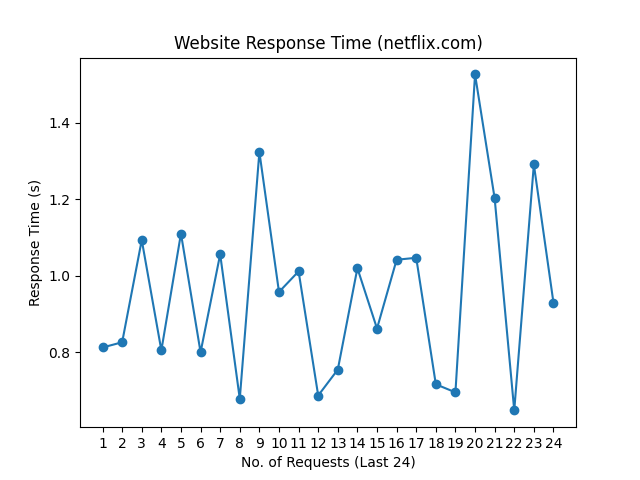 Website Response Time (netflix.com)
1.4
1.2
1.0
0.8
Response Time (s)
1 2 3 4 5 6 7 8 9 10 11 12 13 14 15 16 17 18 19 20 21 22 23 24
No. of Requests (Last 24)